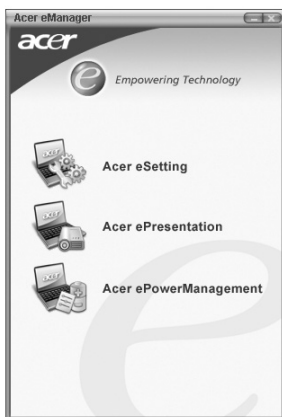 Acer eManager
acer
e Empowering Technology
Acer eSetting
Acer ePresentation
Acer ePowerManagement